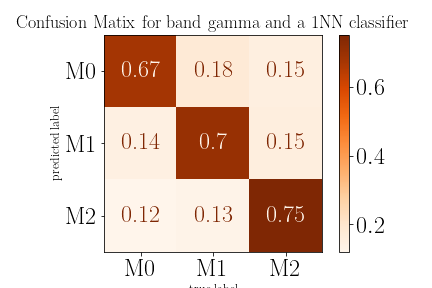 Confusion Matix for band gamma and a 1NN classifier
M0 0.67 0.18 0.15
M1 0.14 0.7 0.15
M2 0.12 0.13 0.75
M0 M1 M2
predicted label
true label
0.6
0.4
0.2